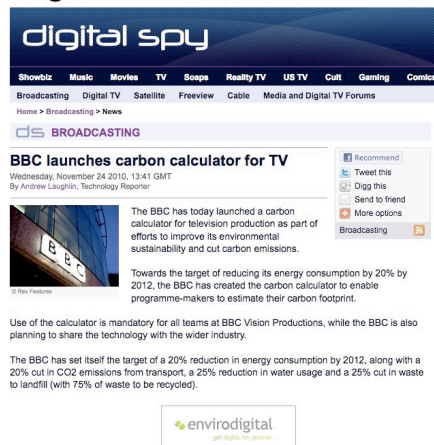 digital spy
Showbiz Music Movies TV Soaps Reality TV US TV Cult Gaming Comics
Broadcasting Digital TV Satellite Freeview Cable Media and Digital TV Forums
Home > Broadcasting > News
ds BROADCASTING
BBC launches carbon calculator for TV
Wednesday, November 24 2010, 13:41 GMT
By Andrew Laughlin, Technology Reporter
Recommend
Tweet this
Digg this
Send to friend
More options
Broadcasting
BBC
© Rex Features
The BBC has today launched a carbon
calculator for television production as part of
efforts to improve its environmental
sustainability and cut carbon emissions.
Towards the target of reducing its energy consumption by 20% by
2012, the BBC has created the carbon calculator to enable
programme-makers to estimate their carbon footprint.
Use of the calculator is mandatory for all teams at BBC Vision Productions, while the BBC is also
planning to share the technology with the wider industry.
The BBC has set itself the target of a 20% reduction in energy consumption by 2012, along with a
20% cut in CO2 emissions from transport, a 25% reduction in water usage and a 25% cut in waste
to landfill (with 75% of waste to be recycled).
envirodigital
get digital. be greener.